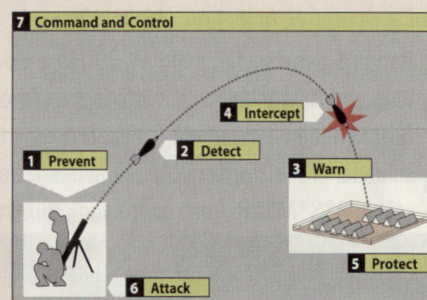 7 Command and Control
4 Intercept
1 Prevent
2 Detect
3 Warn
5 Protect
6 Attack